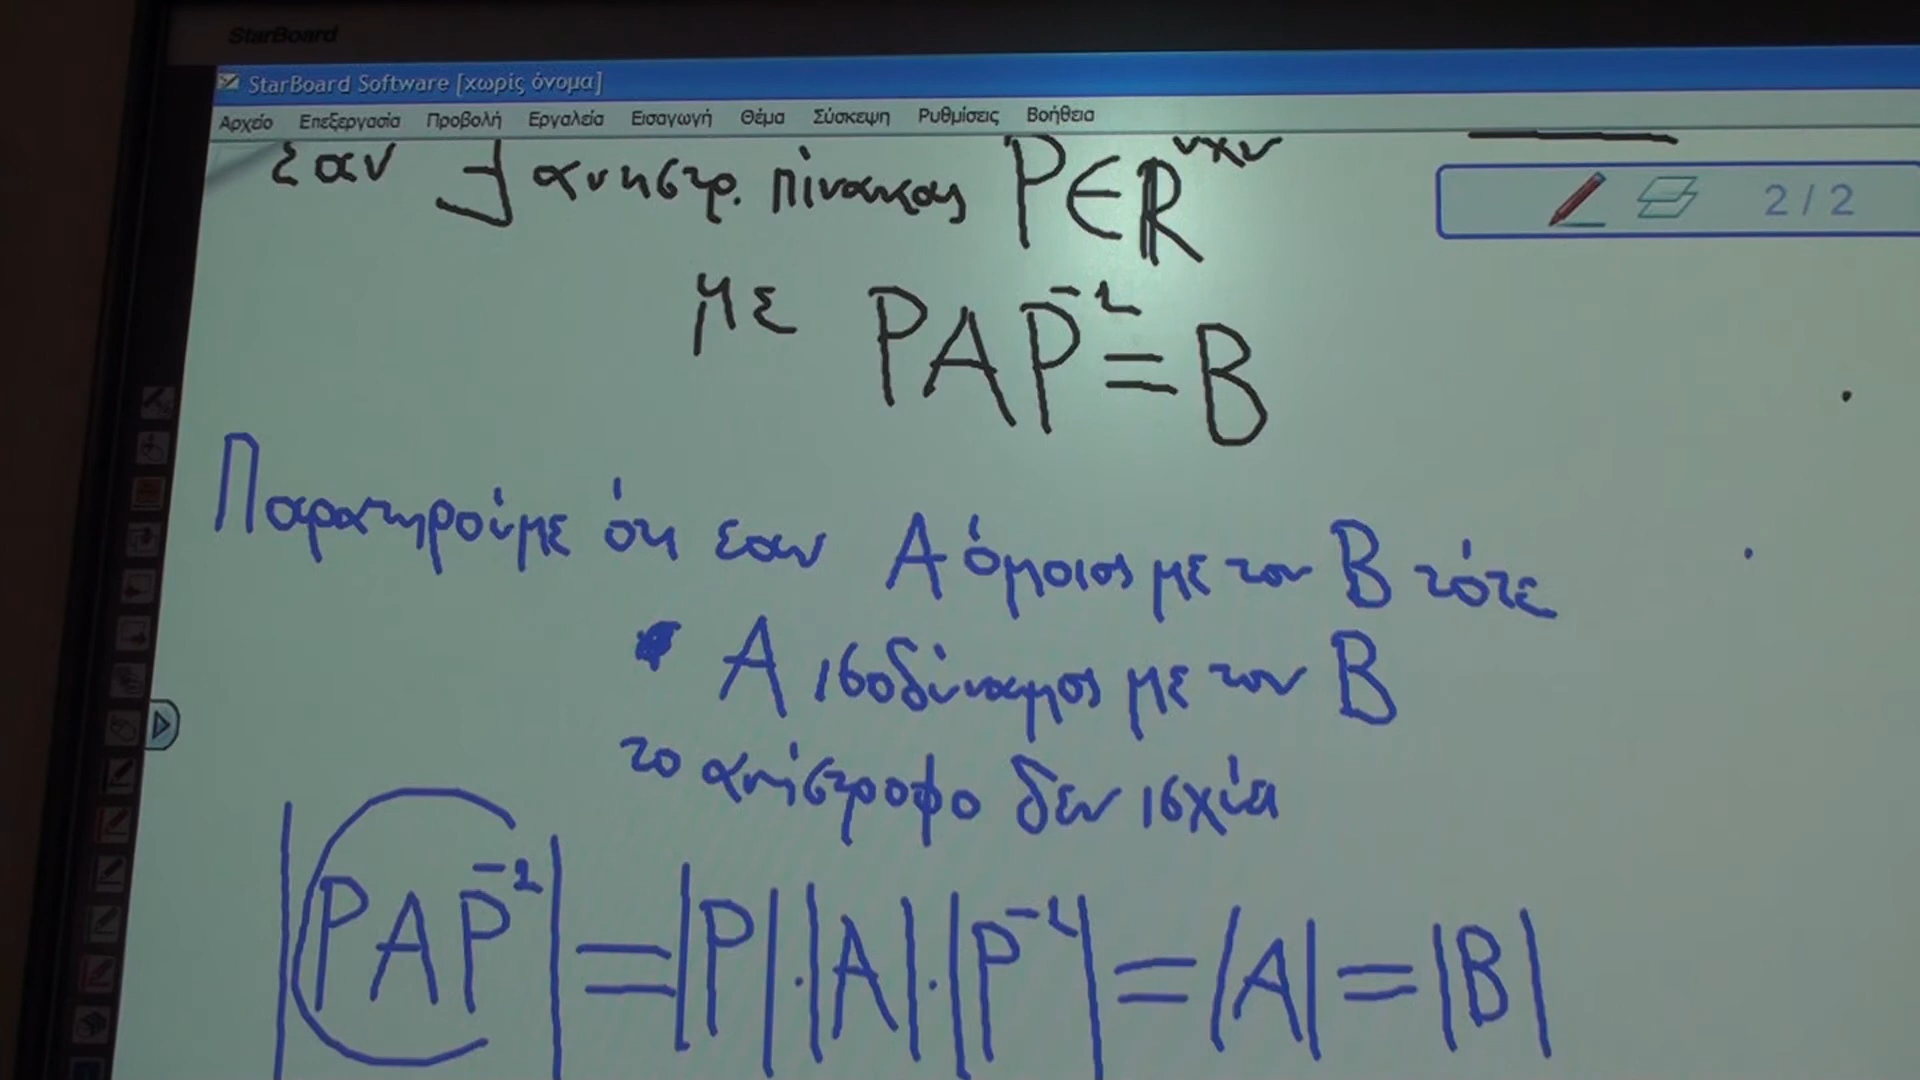 StarBoard
StarBoard Software [χωρίς όνομα]
Αρχείο Επεξεργασία Προβολή Εργαλεία Εισαγωγή Θέμα Σύσκεψη Ρυθμίσεις Βοήθεια
2 / 2
εαν ∃ αντιστρ. πίνακας P∈ℝ^{ν×ν}
με PAP⁻¹=B
Παρατηρούμε ότι εαν A όμοιος με τον B τότε
• A ισοδύναμος με τον B
το αντίστροφο δεν ισχύει
|PAP⁻¹| = |P|·|A|·|P⁻¹| = |A| = |B|